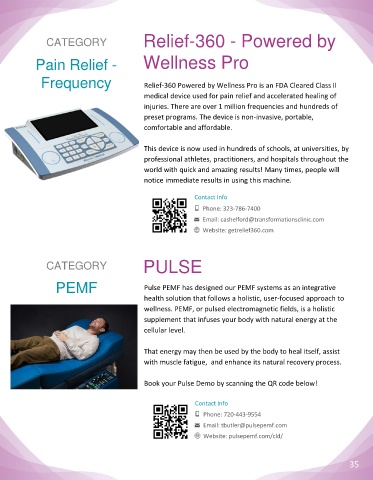 CATEGORY
Pain Relief -
Frequency
Relief-360 - Powered by
Wellness Pro
Relief-360 Powered by Wellness Pro is an FDA Cleared Class II
medical device used for pain relief and accelerated healing of
injuries. There are over 1 million frequencies and hundreds of
preset programs. The device is non-invasive, portable,
comfortable and affordable.
This device is now used in hundreds of schools, at universities, by
professional athletes, practitioners, and hospitals throughout the
world with quick and amazing results! Many times, people will
notice immediate results in using this machine.
Contact Info
Phone: 323-786-7400
Email: cashelford@transformationsclinic.com
Website: getrelief360.com
CATEGORY
PEMF
PULSE
Pulse PEMF has designed our PEMF systems as an integrative
health solution that follows a holistic, user-focused approach to
wellness. PEMF, or pulsed electromagnetic fields, is a holistic
supplement that infuses your body with natural energy at the
cellular level.
That energy may then be used by the body to heal itself, assist
with muscle fatigue, and enhance its natural recovery process.
Book your Pulse Demo by scanning the QR code below!
Contact Info
Phone: 720-443-9554
Email: tbutler@pulsepemf.com
Website: pulsepemf.com/cld/
35